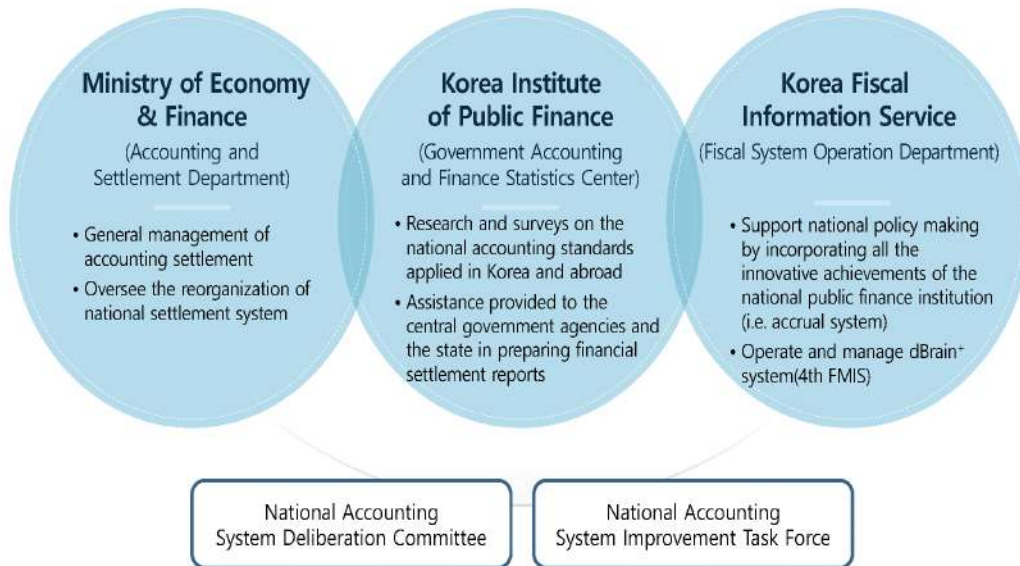 Ministry of Economy
& Finance
(Accounting and
Settlement Department)
• General management of
accounting settlement
• Oversee the reorganization of
national settlement system
Korea Institute
of Public Finance
(Government Accounting
and Finance Statistics Center)
• Research and surveys on the
national accounting standards
applied in Korea and abroad
• Assistance provided to the
central government agencies and
the state in preparing financial
settlement reports
Korea Fiscal
Information Service
(Fiscal System Operation Department)
• Support national policy making
by incorporating all the
innovative achievements of the
national public finance institution
(i.e. accrual system)
• Operate and manage dBrain⁺
system(4th FMIS)
National Accounting
System Deliberation Committee
National Accounting
System Improvement Task Force